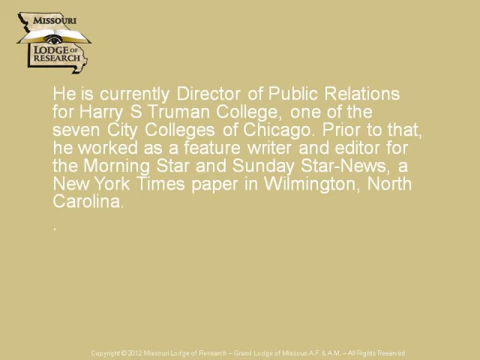 MISSOURI
LODGE OF
RESEARCH
He is currently Director of Public Relations
for Harry S Truman College, one of the
seven City Colleges of Chicago. Prior to that,
he worked as a feature writer and editor for
the Morning Star and Sunday Star-News, a
New York Times paper in Wilmington, North
Carolina.
.
Copyright © 2012 Missouri Lodge of Research – Grand Lodge of Missouri A.F. & A.M. – All Rights Reserved